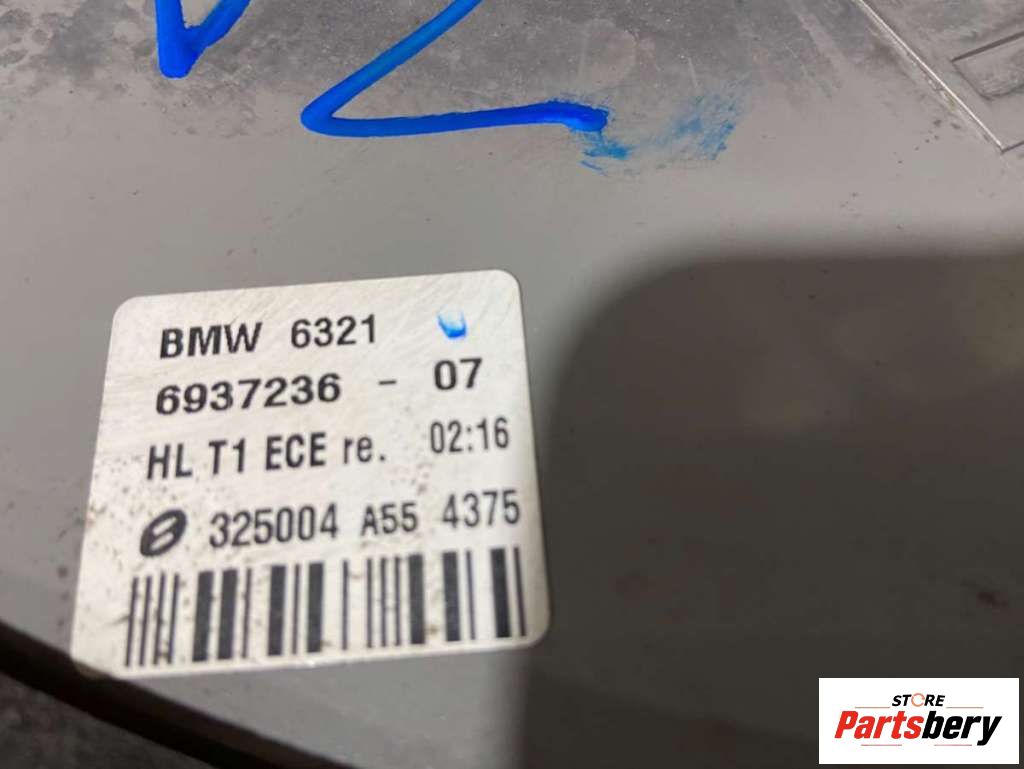 BMW 6321
6937236 - 07
HL T1 ECE re. 02:16
325004 A55 4375
STORE
Partsbery